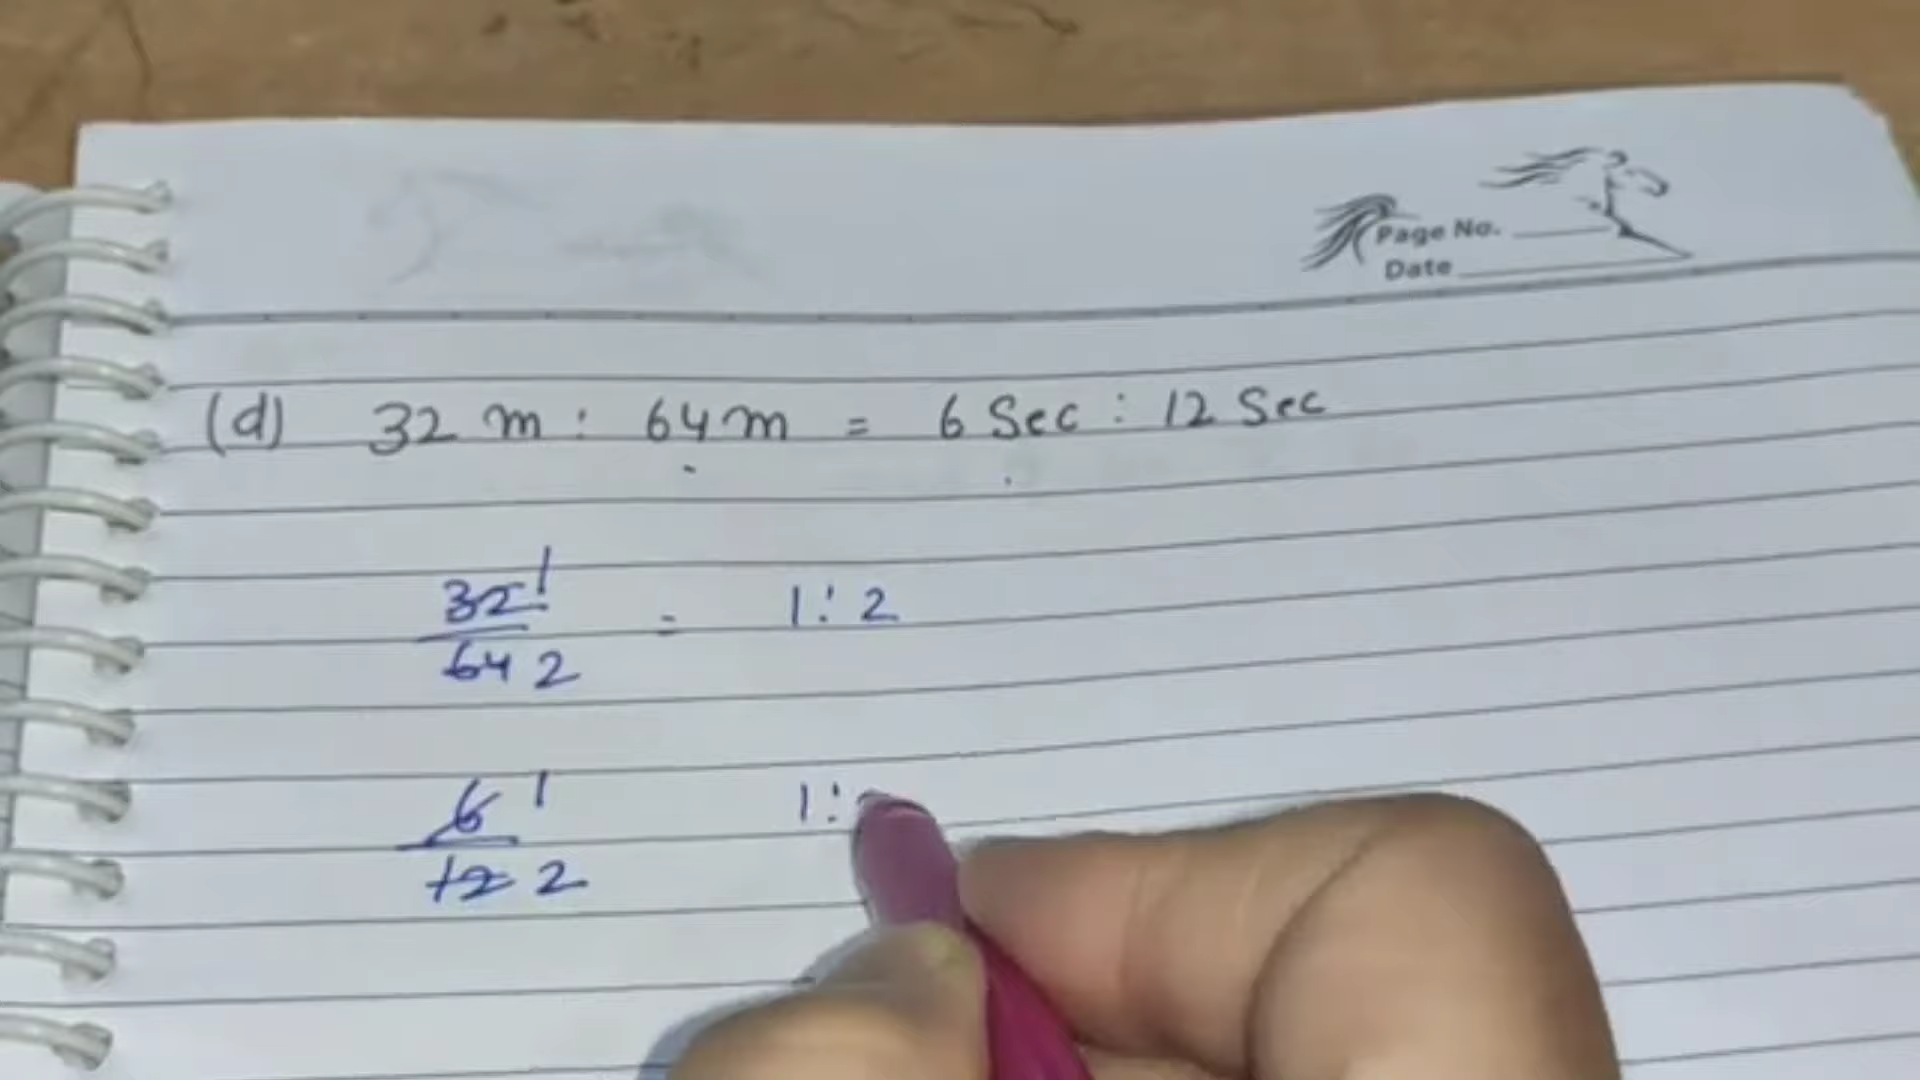 Page No.
Date
(d) 32 m : 64 m = 6 Sec : 12 Sec
32 1
64 2
= 1 : 2
6 1
12 2
1 :